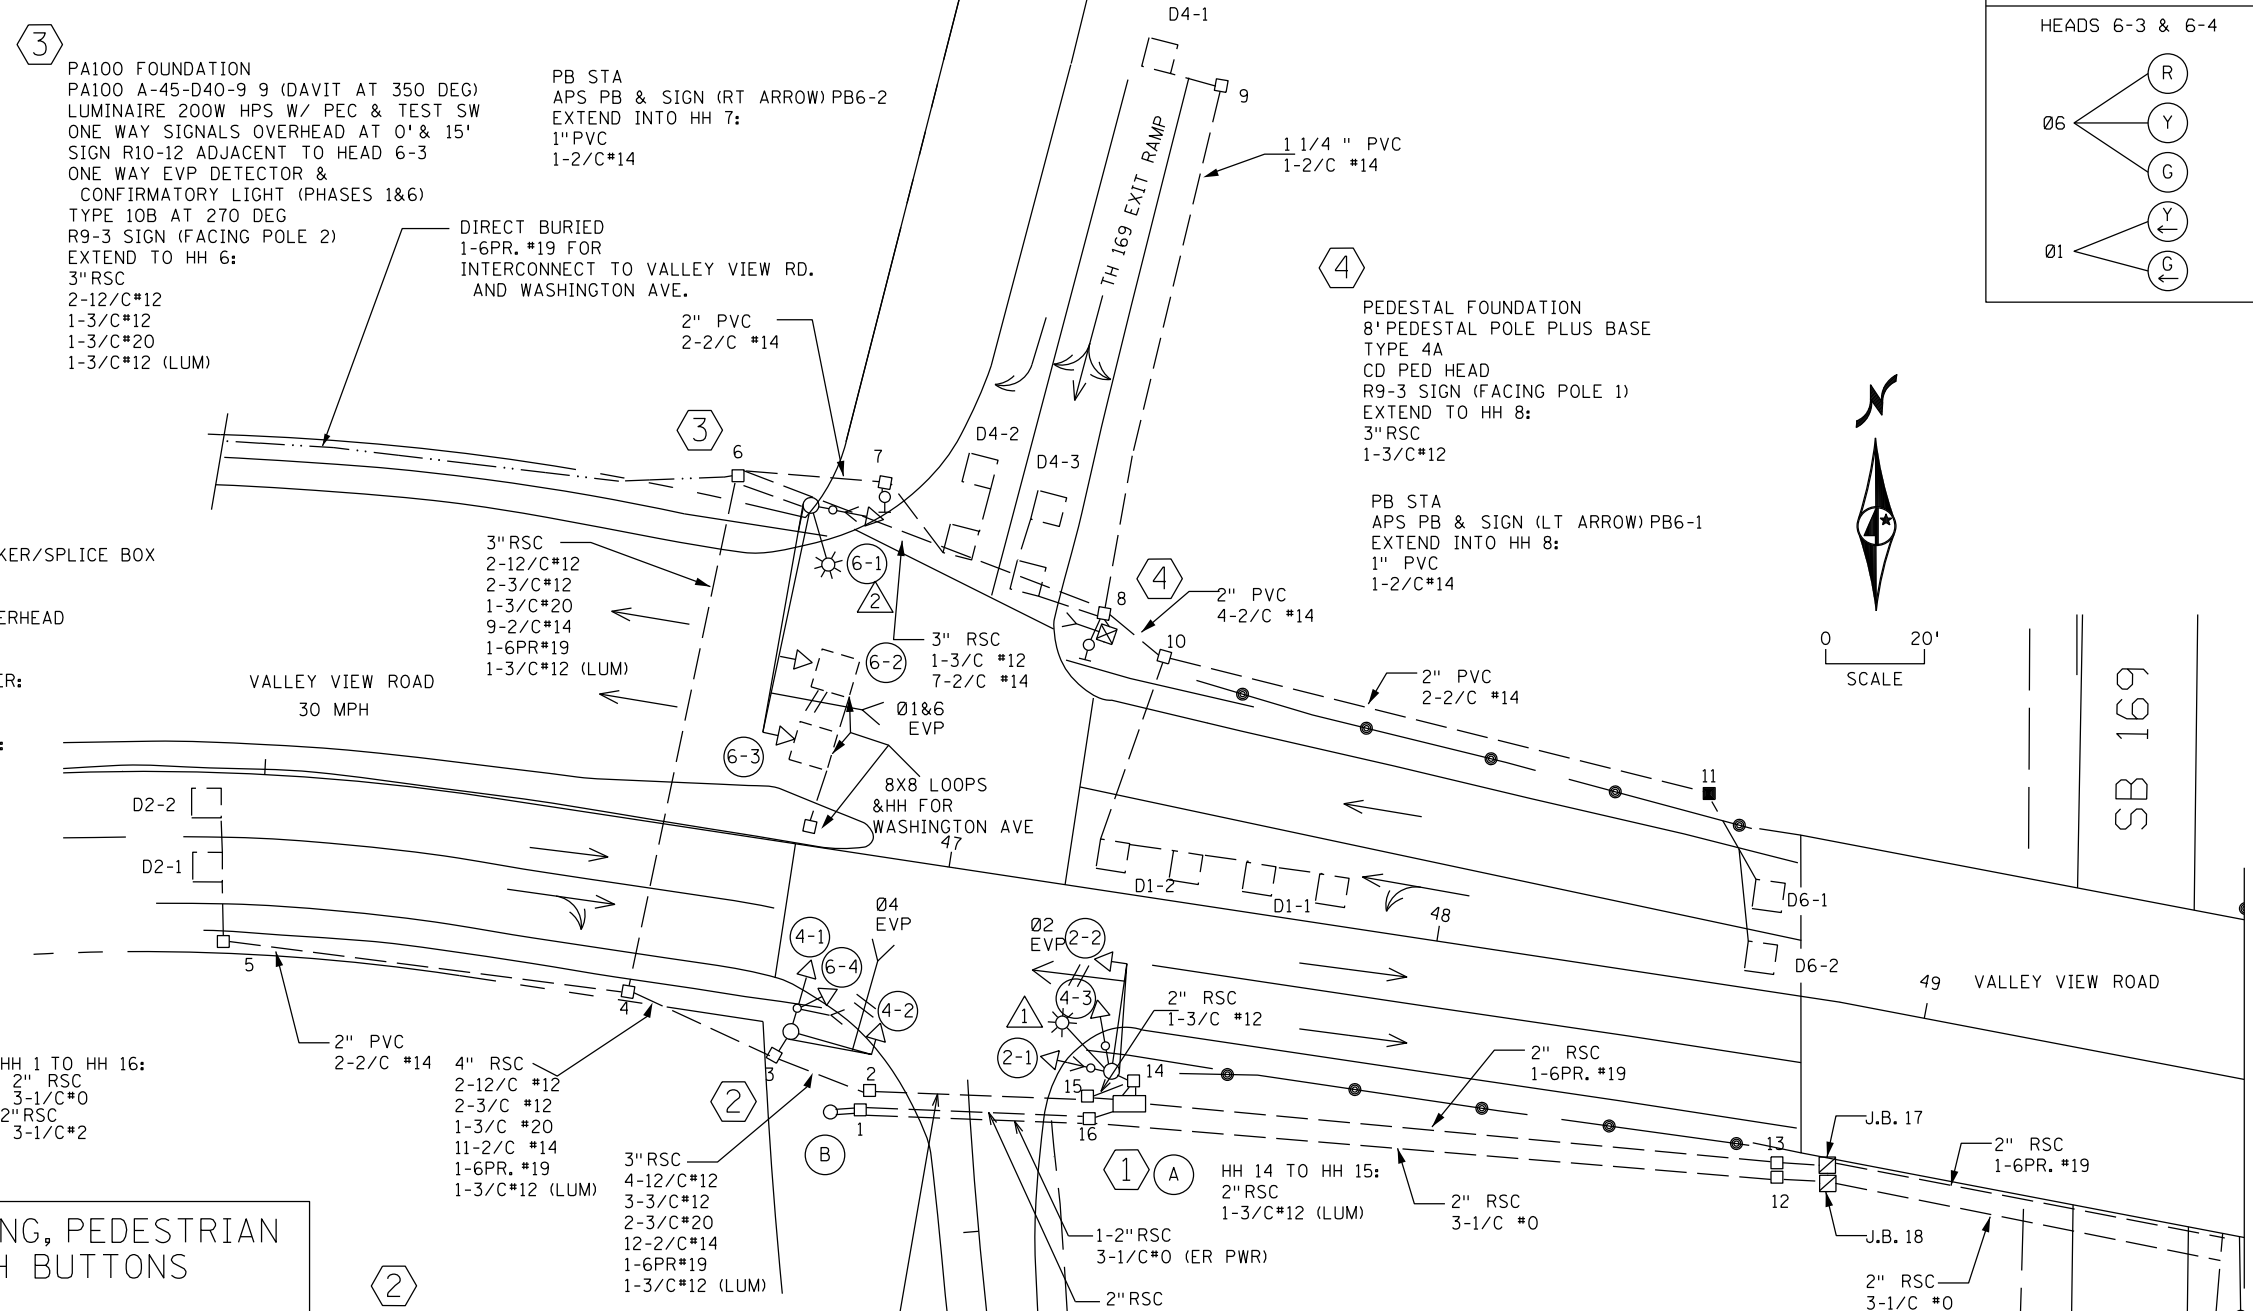 3
PA100 FOUNDATION
PA100 A-45-D40-9 9 (DAVIT AT 350 DEG)
LUMINAIRE 200W HPS W/ PEC & TEST SW
ONE WAY SIGNALS OVERHEAD AT 0' & 15'
SIGN R10-12 ADJACENT TO HEAD 6-3
ONE WAY EVP DETECTOR &
CONFIRMATORY LIGHT (PHASES 1&6)
TYPE 10B AT 270 DEG
R9-3 SIGN (FACING POLE 2)
EXTEND TO HH 6:
3"RSC
2-12/C#12
1-3/C#12
1-3/C#20
1-3/C#12 (LUM)
PB STA
APS PB & SIGN (RT ARROW) PB6-2
EXTEND INTO HH 7:
1"PVC
1-2/C#14
DIRECT BURIED
1-6PR. #19 FOR
INTERCONNECT TO VALLEY VIEW RD.
AND WASHINGTON AVE.
2" PVC
2-2/C #14
D4-1
9
TH 169 EXIT RAMP
1 1/4 " PVC
1-2/C #14
HEADS 6-3 & 6-4
R
Ø6
Y
G
Y
Ø1
G
4
PEDESTAL FOUNDATION
8' PEDESTAL POLE PLUS BASE
TYPE 4A
CD PED HEAD
R9-3 SIGN (FACING POLE 1)
EXTEND TO HH 8:
3"RSC
1-3/C#12
PB STA
APS PB & SIGN (LT ARROW) PB6-1
EXTEND INTO HH 8:
1" PVC
1-2/C#14
N
0 20'
SCALE
SB 169
3
6
7
D4-2
D4-3
3"RSC
2-12/C#12
2-3/C#12
1-3/C#20
9-2/C#14
1-6PR#19
1-3/C#12 (LUM)
6-1
2
6-2
3" RSC
1-3/C #12
7-2/C #14
4
8
2" PVC
4-2/C #14
10
2" PVC
2-2/C #14
11
KER/SPLICE BOX
ERHEAD
ER:
:
VALLEY VIEW ROAD
30 MPH
Ø1&6
EVP
6-3
8X8 LOOPS
&HH FOR
WASHINGTON AVE
47
D2-2
D2-1
D1-2
D1-1
48
D6-1
D6-2
49
VALLEY VIEW ROAD
5
4
Ø4
EVP
4-1
6-4
4-2
Ø2
EVP
2-2
4-3
1
2-1
2" RSC
1-3/C #12
2" PVC
2-2/C #14
HH 1 TO HH 16:
2" RSC
3-1/C#0
2"RSC
3-1/C#2
4" RSC
2-12/C #12
2-3/C #12
1-3/C #20
11-2/C #14
1-6PR. #19
1-3/C#12 (LUM)
3
2
2
1
B
15
14
16
1
A
2" RSC
1-6PR. #19
13
12
J.B. 17
J.B. 18
2" RSC
1-6PR. #19
3"RSC
4-12/C#12
3-3/C#12
2-3/C#20
12-2/C#14
1-6PR#19
1-3/C#12 (LUM)
HH 14 TO HH 15:
2"RSC
1-3/C#12 (LUM)
2" RSC
3-1/C #0
1-2"RSC
3-1/C#0 (ER PWR)
2"RSC
2" RSC
3-1/C #0
NG, PEDESTRIAN
H BUTTONS
2